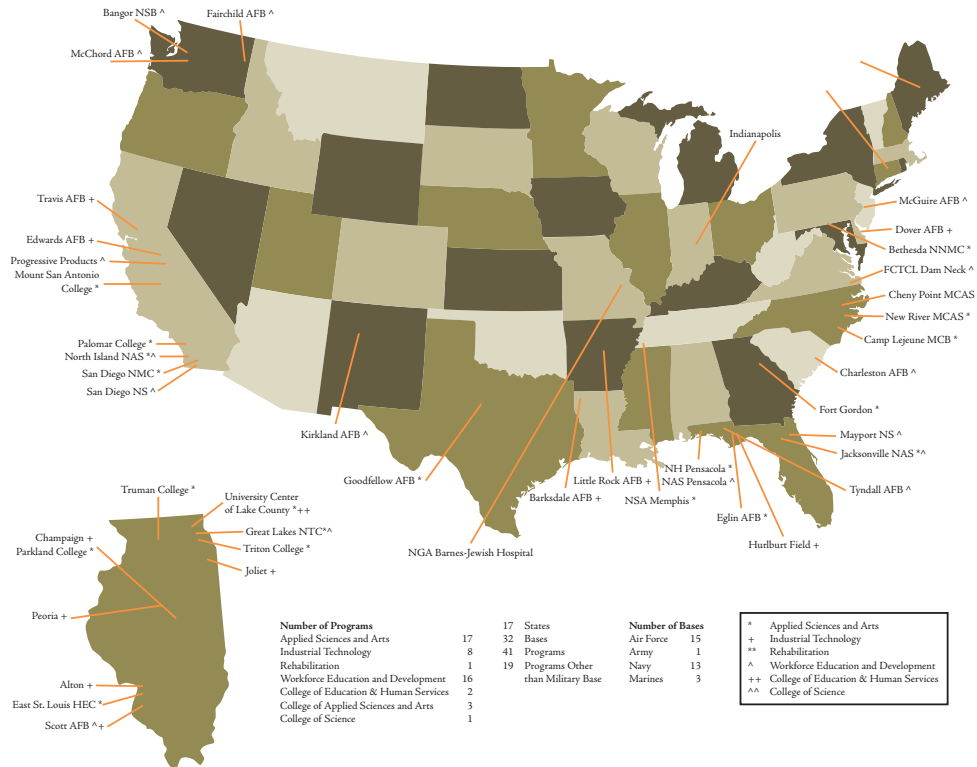 Bangor NSB ^
Fairchild AFB ^
McChord AFB ^
Indianapolis
Travis AFB +
Edwards AFB +
Progressive Products ^
Mount San Antonio
College *
Palomar College *
North Island NAS *^
San Diego NMC *
San Diego NS ^
McGuire AFB ^
Dover AFB +
Bethesda NNMC *
FCTCL Dam Neck ^
Cheny Point MCAS
New River MCAS *
Camp Lejeune MCB *
Charleston AFB ^
Fort Gordon *
Mayport NS ^
Jacksonville NAS *^
Tyndall AFB ^
Kirkland AFB ^
Goodfellow AFB *
NGA Barnes-Jewish Hospital
Barksdale AFB +
Little Rock AFB +
NSA Memphis *
NH Pensacola *
NAS Pensacola ^
Eglin AFB *
Hurlburt Field +
Truman College *
University Center
of Lake County *++
Great Lakes NTC*^
Triton College *
Joliet +
Champaign +
Parkland College *
Peoria +
Alton +
East St. Louis HEC *
Scott AFB ^+
Number of Programs
Applied Sciences and Arts 17
Industrial Technology 8
Rehabilitation 1
Workforce Education and Development 16
College of Education & Human Services 2
College of Applied Sciences and Arts 3
College of Science 1
17 States
32 Bases
41 Programs
19 Programs Other
than Military Base
Number of Bases
Air Force 15
Army 1
Navy 13
Marines 3
* Applied Sciences and Arts
+ Industrial Technology
** Rehabilitation
^ Workforce Education and Development
++ College of Education & Human Services
^^ College of Science